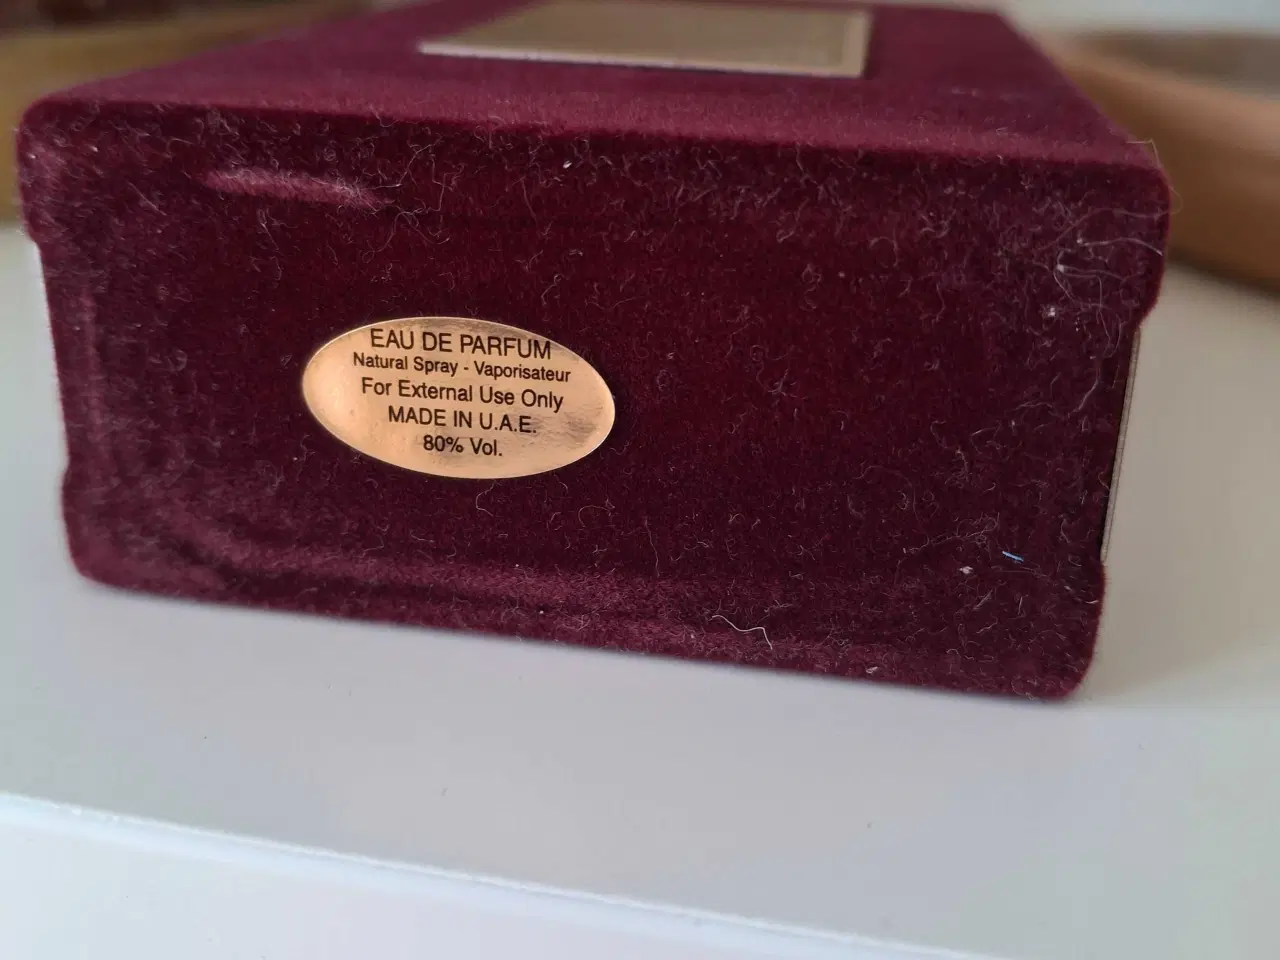 EAU DE PARFUM
Natural Spray - Vaporisateur
For External Use Only
MADE IN U.A.E.
80% Vol.